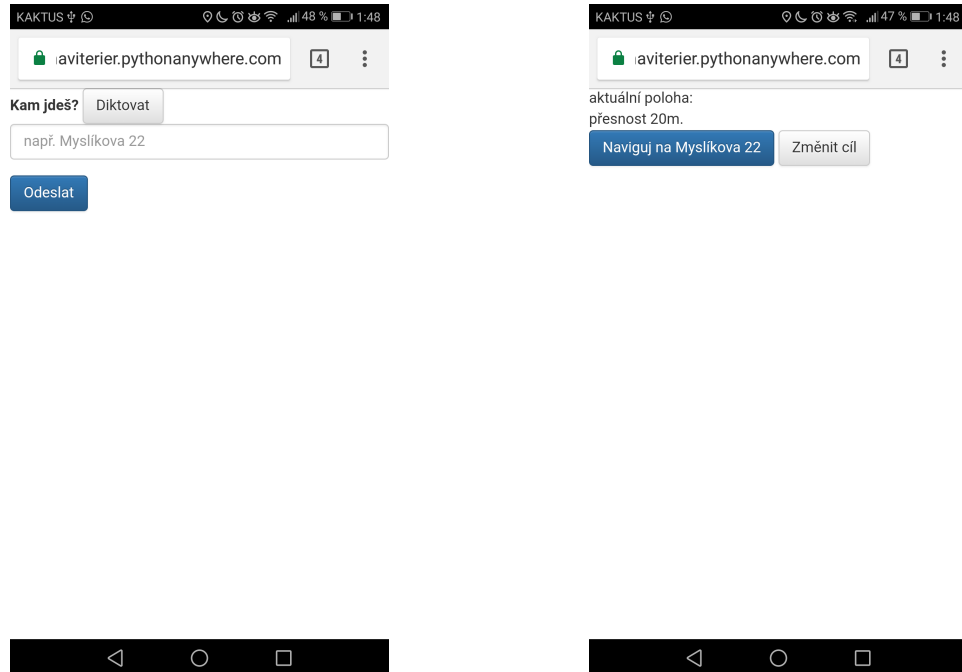 KAKTUS 48 % 1:48
aviterier.pythonanywhere.com 4
Kam jdeš? Diktovat
např. Myslíkova 22
Odeslat
KAKTUS 47 % 1:48
aviterier.pythonanywhere.com 4
aktuální poloha:
přesnost 20m.
Naviguj na Myslíkova 22 Změnit cíl